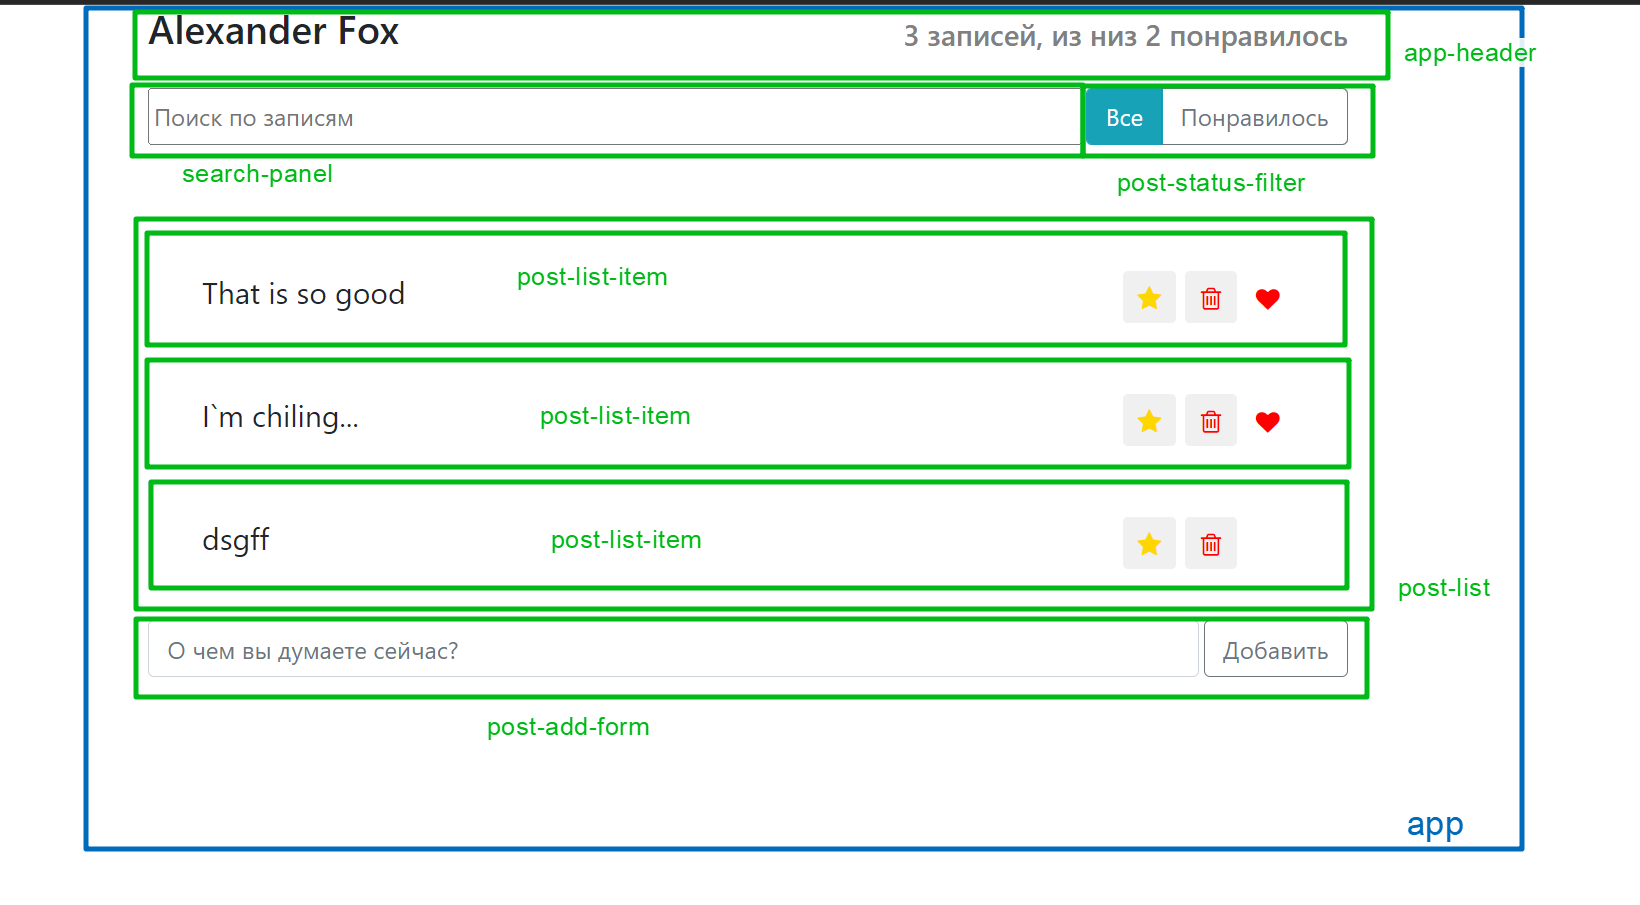 Alexander Fox
3 записей, из низ 2 понравилось
app-header
Поиск по записям
Все
Понравилось
search-panel
post-status-filter
That is so good
post-list-item
I`m chiling...
post-list-item
dsgff
post-list-item
post-list
О чем вы думаете сейчас?
Добавить
post-add-form
app